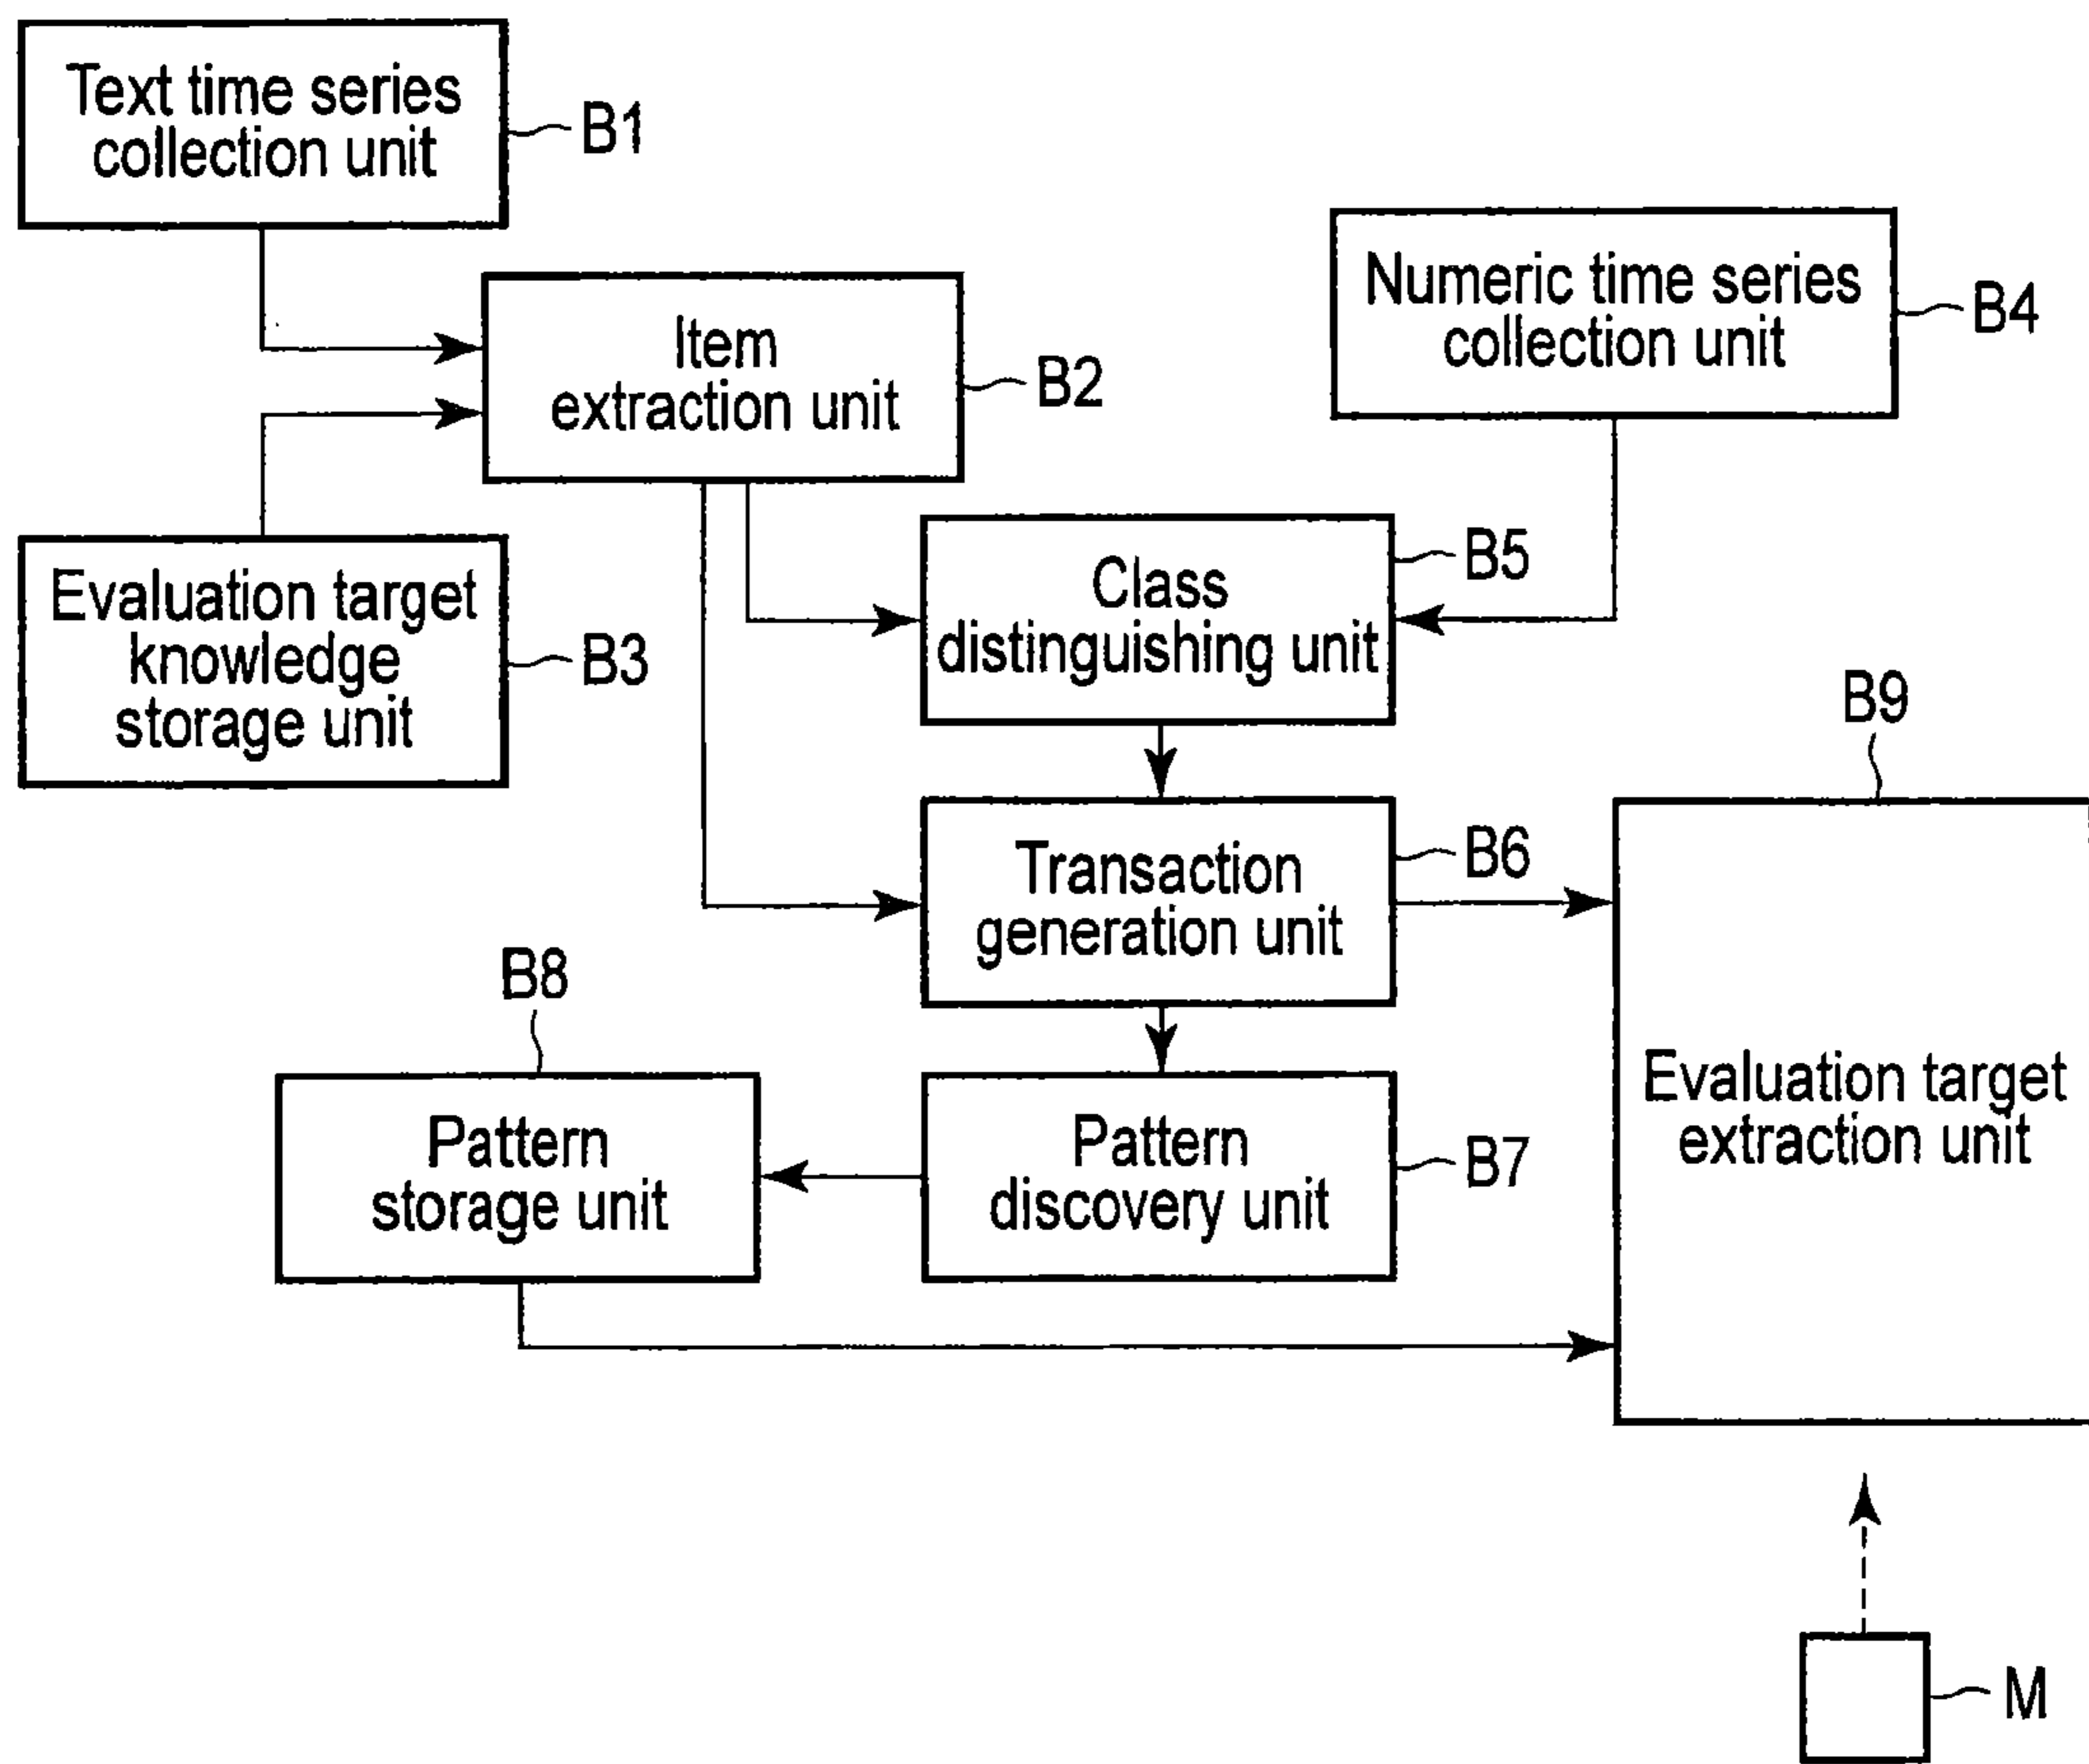 Text time series
collection unit
B1
Numeric time series
collection unit
B4
Item
extraction unit
B2
Evaluation target
knowledge
storage unit
B3
Class
distinguishing unit
B5
B9
Transaction
generation unit
B6
B8
Evaluation target
extraction unit
Pattern
storage unit
Pattern
discovery unit
B7
M